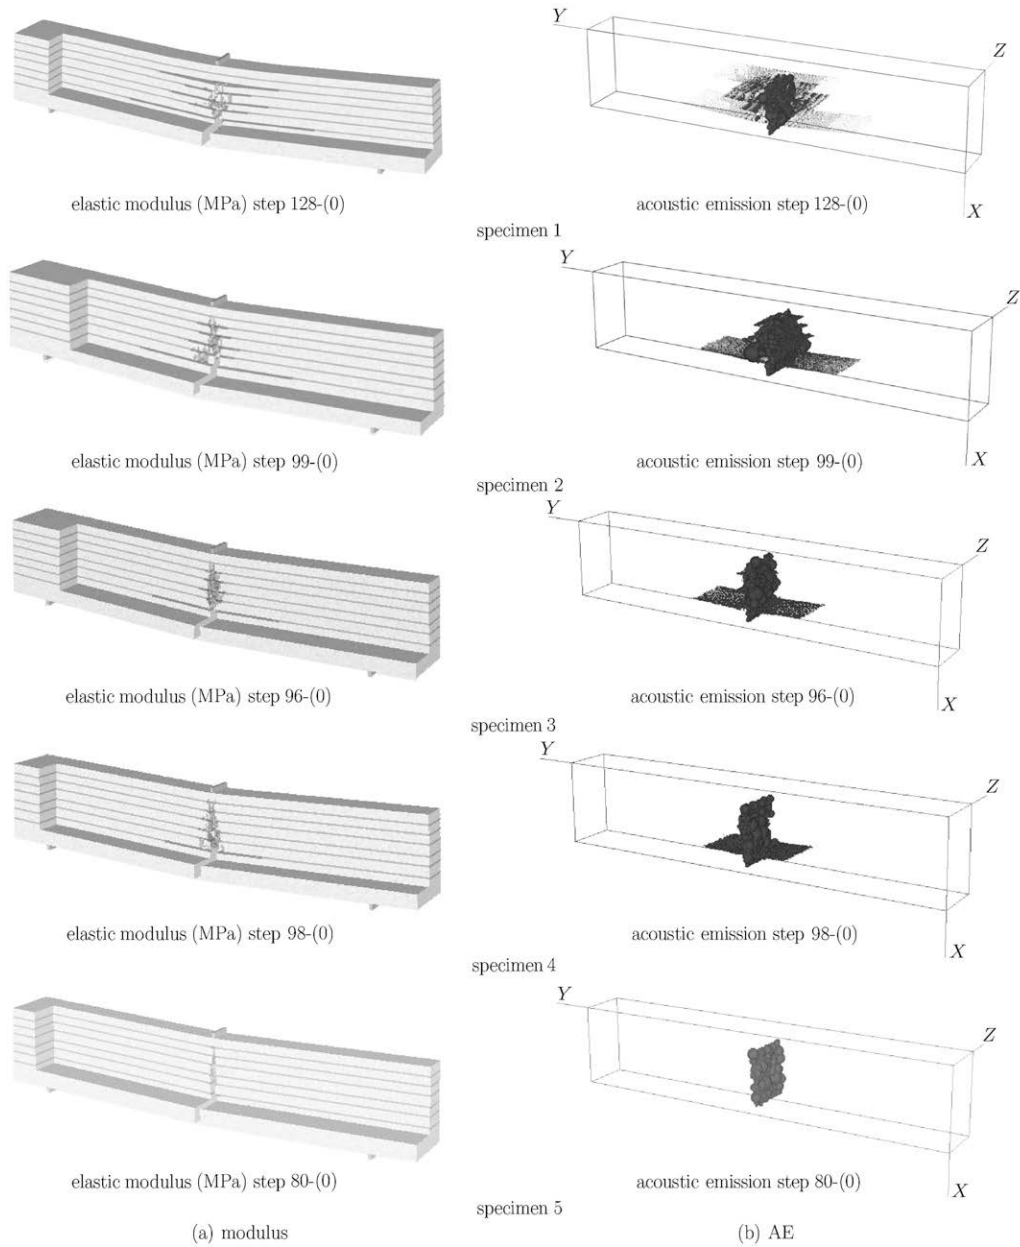 Y
Z
X
elastic modulus (MPa) step 128-(0)
acoustic emission step 128-(0)
specimen 1
Y
Z
X
elastic modulus (MPa) step 99-(0)
acoustic emission step 99-(0)
specimen 2
Y
Z
X
elastic modulus (MPa) step 96-(0)
acoustic emission step 96-(0)
specimen 3
Y
Z
X
elastic modulus (MPa) step 98-(0)
acoustic emission step 98-(0)
specimen 4
Y
Z
X
elastic modulus (MPa) step 80-(0)
acoustic emission step 80-(0)
specimen 5
(a) modulus
(b) AE